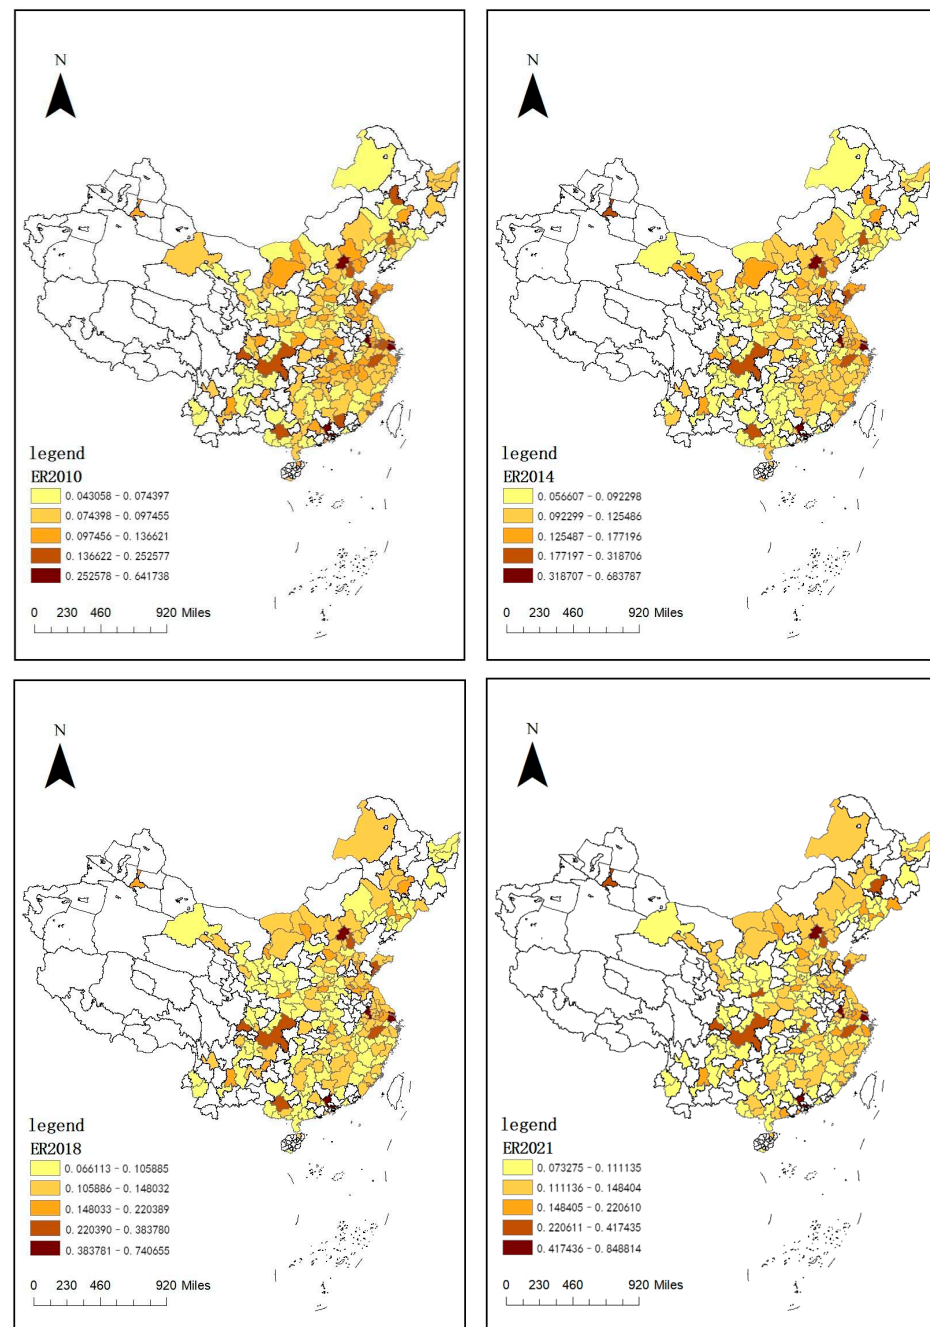 N
legend
ER2010
0.043058 - 0.074397
0.074398 - 0.097455
0.097456 - 0.136621
0.136622 - 0.252577
0.252578 - 0.641738
0 230 460 920 Miles
N
legend
ER2014
0.056607 - 0.092298
0.092299 - 0.125486
0.125487 - 0.177196
0.177197 - 0.318706
0.318707 - 0.683787
0 230 460 920 Miles
N
legend
ER2018
0.066113 - 0.105885
0.105886 - 0.148032
0.148033 - 0.220389
0.220390 - 0.383780
0.383781 - 0.740655
0 230 460 920 Miles
N
legend
ER2021
0.073275 - 0.111135
0.111136 - 0.148404
0.148405 - 0.220610
0.220611 - 0.417435
0.417436 - 0.848814
0 230 460 920 Miles